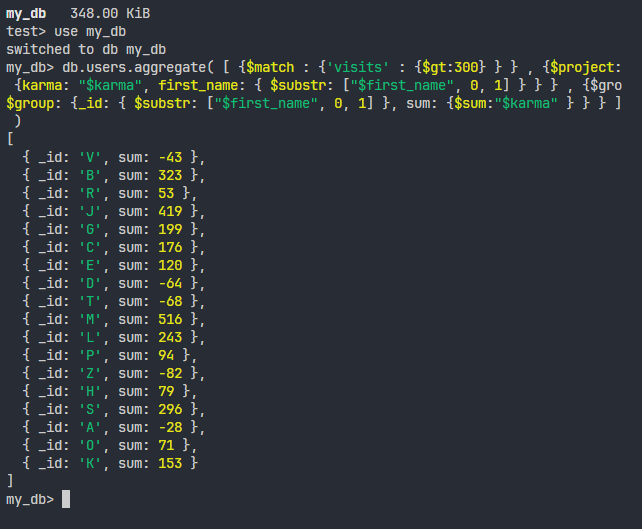 my_db   348.00 KiB
test> use my_db
switched to db my_db
my_db> db.users.aggregate( [ {$match : {'visits' : {$gt:300} } } , {$project:
 {karma: "$karma", first_name: { $substr: ["$first_name", 0, 1] } } } , {$gro
$group: {_id: { $substr: ["$first_name", 0, 1] }, sum: {$sum:"$karma" } } } ]
 )
[
  { _id: 'V', sum: -43 },
  { _id: 'B', sum: 323 },
  { _id: 'R', sum: 53 },
  { _id: 'J', sum: 419 },
  { _id: 'G', sum: 199 },
  { _id: 'C', sum: 176 },
  { _id: 'E', sum: 120 },
  { _id: 'D', sum: -64 },
  { _id: 'T', sum: -68 },
  { _id: 'M', sum: 516 },
  { _id: 'L', sum: 243 },
  { _id: 'P', sum: 94 },
  { _id: 'Z', sum: -82 },
  { _id: 'H', sum: 79 },
  { _id: 'S', sum: 296 },
  { _id: 'A', sum: -28 },
  { _id: 'O', sum: 71 },
  { _id: 'K', sum: 153 }
]
my_db>